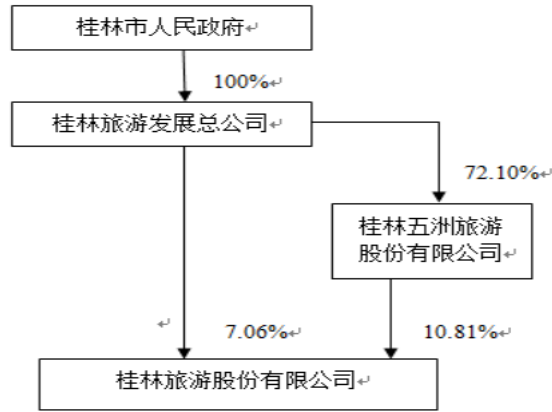 桂林市人民政府
100%
桂林旅游发展总公司
72.10%
桂林五洲旅游
股份有限公司
7.06%
10.81%
桂林旅游股份有限公司